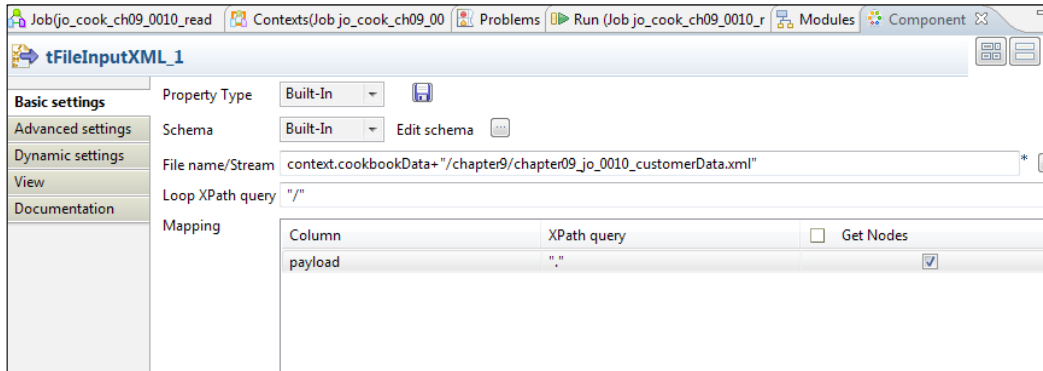 Job(jo_cook_ch09_0010_read Contexts(Job jo_cook_ch09_00 Problems Run (Job jo_cook_ch09_0010_r Modules Component
tFileInputXML_1
Basic settings
Advanced settings
Dynamic settings
View
Documentation
Property Type Built-In
Schema Built-In Edit schema ...
File name/Stream context.cookbookData+"/chapter9/chapter09_jo_0010_customerData.xml" *
Loop XPath query "/"
Mapping
Column XPath query Get Nodes
payload "."